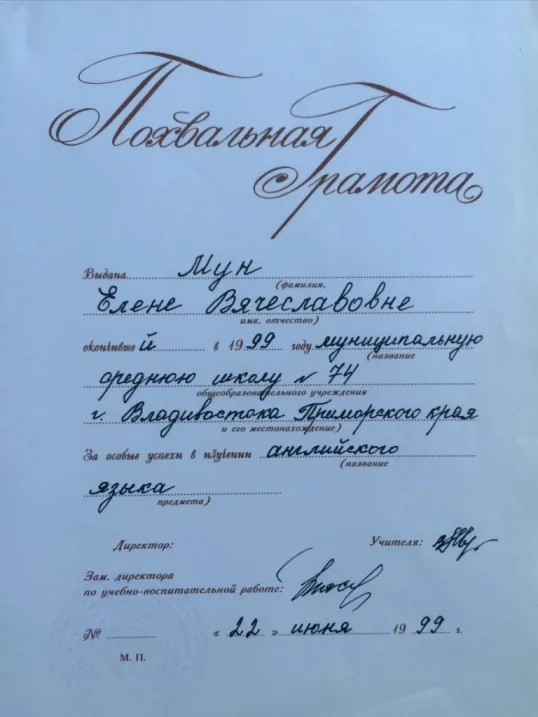 Похвальная
Грамота
Выдана Мун
(фамилия,
Елене Вячеславовне
имя, отчество)
окончившей в 1999 году муниципальную
(название
среднюю школу № 74
общеобразовательного учреждения
г. Владивостока Приморского края
и его местонахождение)
За особые успехи в изучении английского
(название
языка
предмета)
Директор: Учителя:
Зам. директора
по учебно-воспитательной работе:
№ « 22 » июня 1999 г.
М. П.